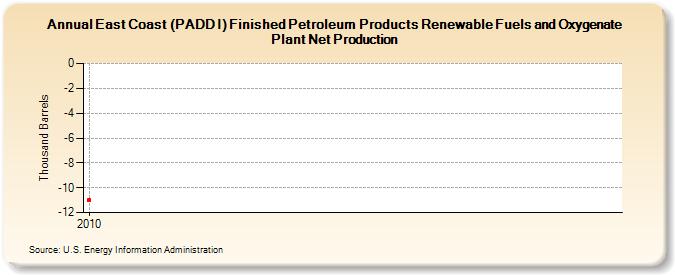 Annual East Coast (PADD I) Finished Petroleum Products Renewable Fuels and Oxygenate
Plant Net Production
Thousand Barrels
0
-2
-4
-6
-8
-10
-12
2010
Source: U.S. Energy Information Administration